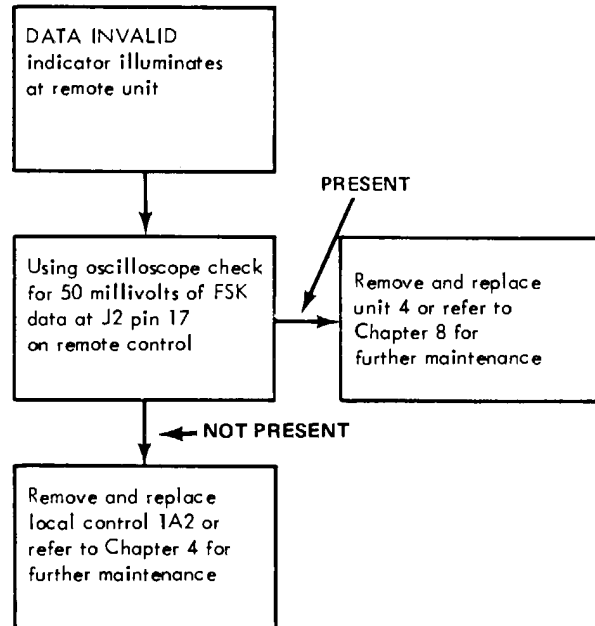 DATA INVALID
indicator illuminates
at remote unit
PRESENT
Using oscilloscope check
for 50 millivolts of FSK
data at J2 pin 17
on remote control
Remove and replace
unit 4 or refer to
Chapter 8 for
further maintenance
NOT PRESENT
Remove and replace
local control 1A2 or
refer to Chapter 4 for
further maintenance